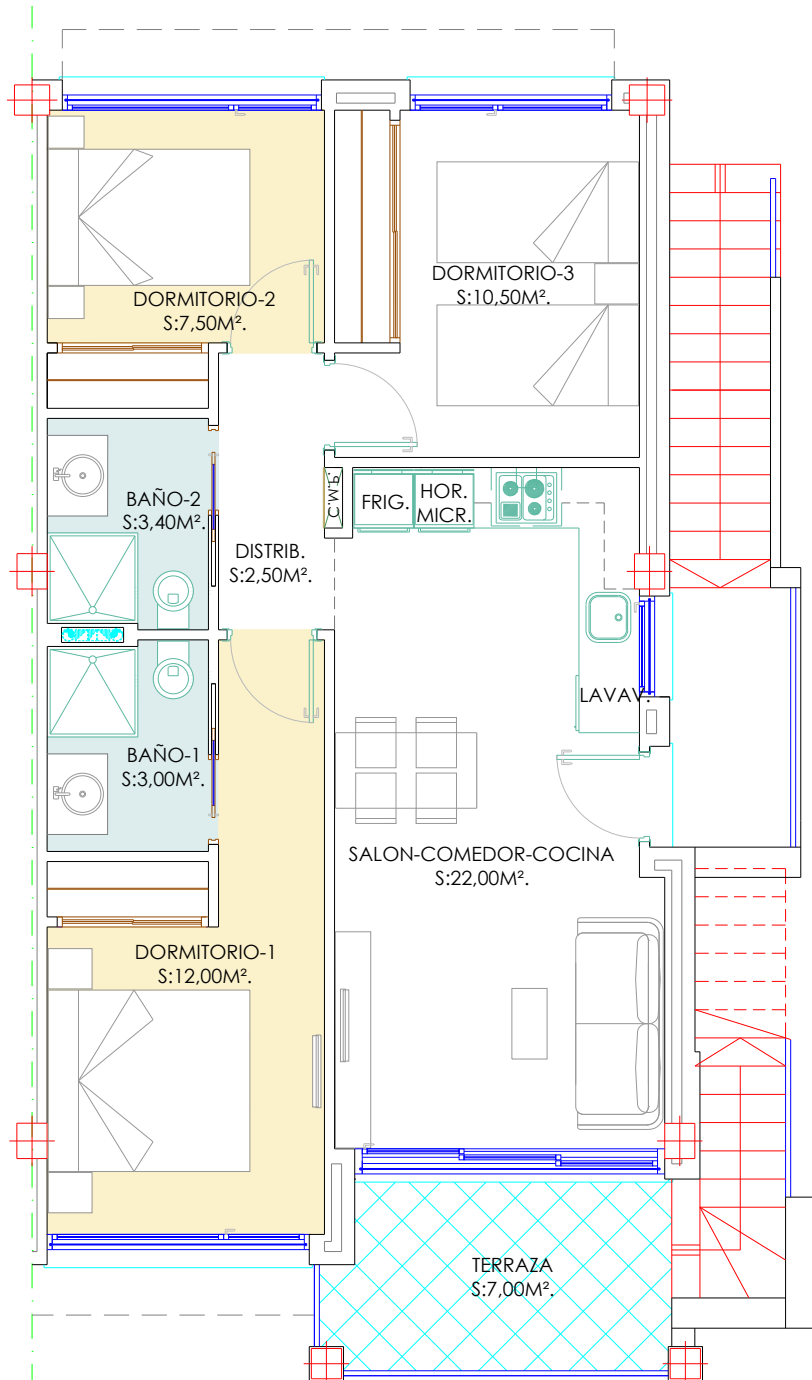 DORMITORIO-2
S:7,50M².
DORMITORIO-3
S:10,50M².
C.M.P.
FRIG.
HOR.
MICR.
BAÑO-2
S:3,40M².
DISTRIB.
S:2,50M².
LAVAV.
BAÑO-1
S:3,00M².
SALON-COMEDOR-COCINA
S:22,00M².
DORMITORIO-1
S:12,00M².
TERRAZA
S:7,00M².